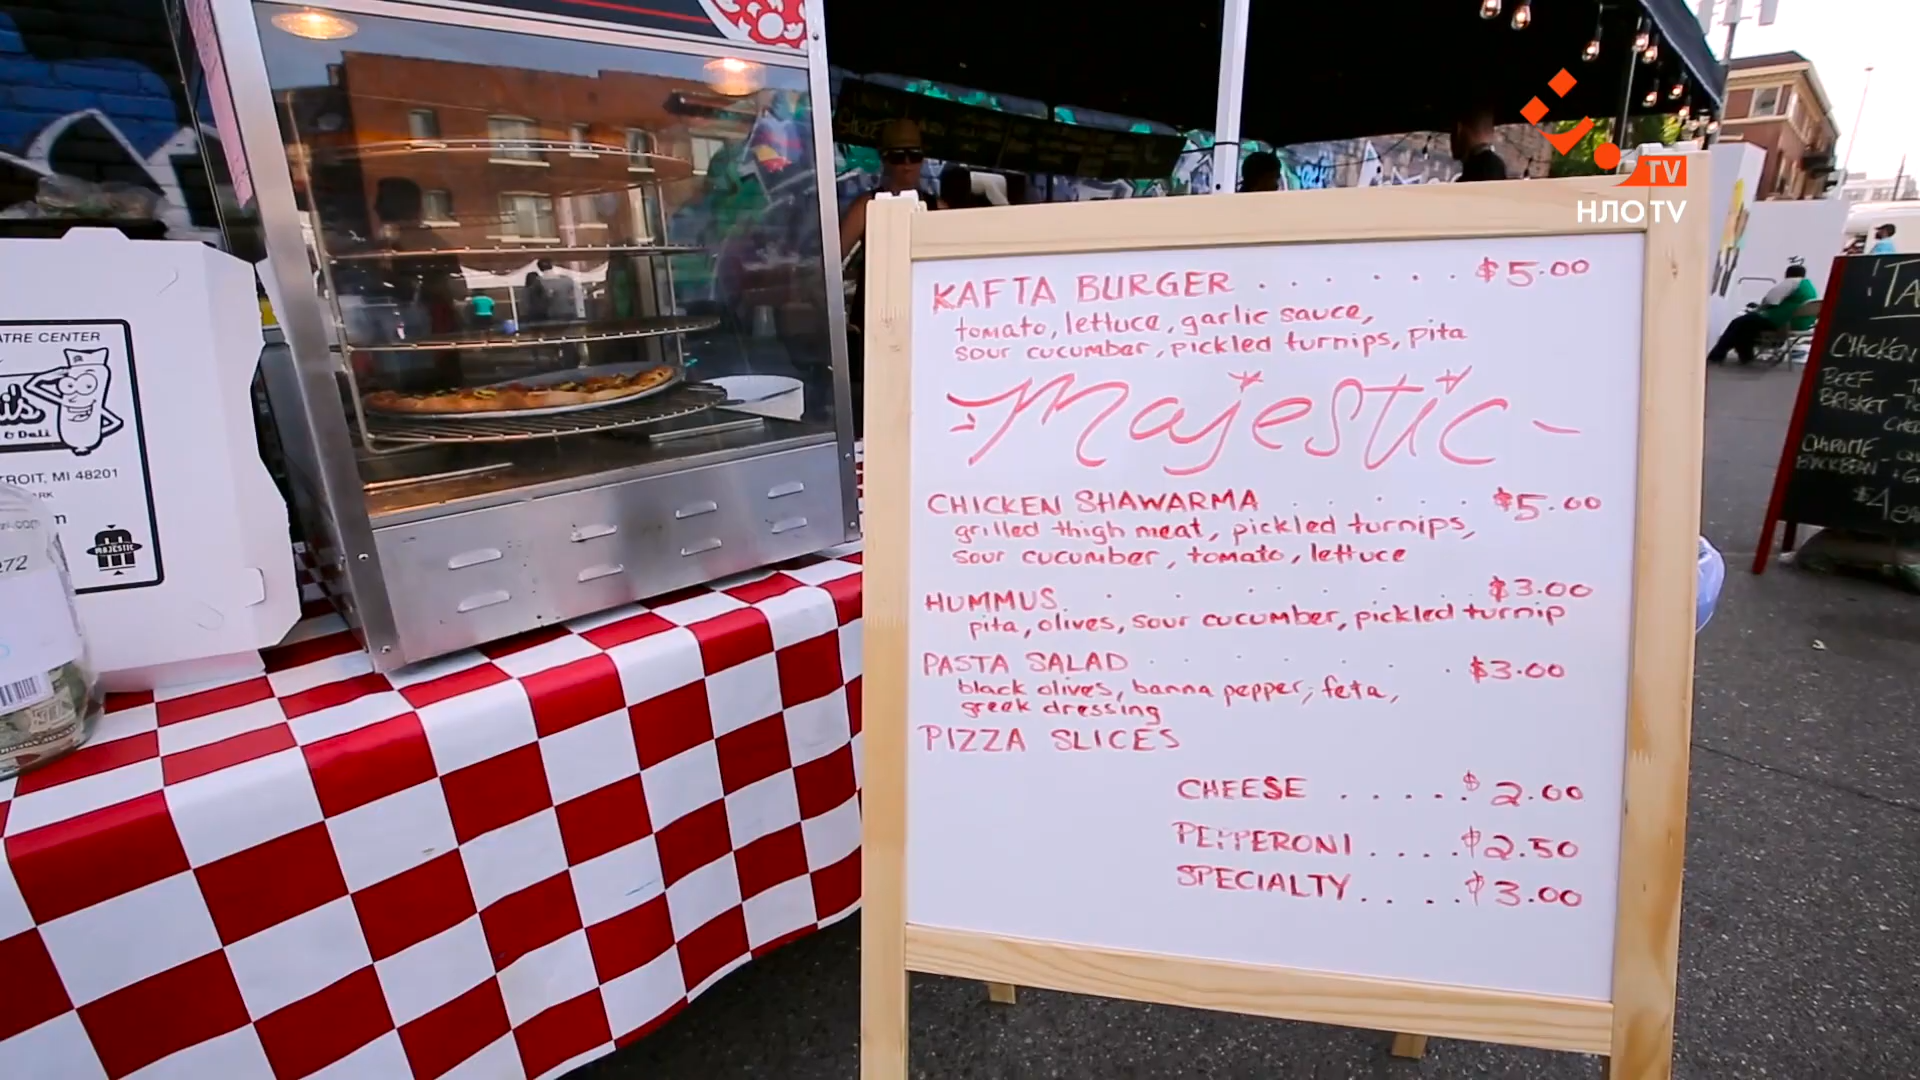 TV
НЛО TV
KAFTA BURGER . . . . . . $5.00
tomato, lettuce, garlic sauce,
sour cucumber, pickled turnips, pita
Majestic
CHICKEN SHAWARMA . . . . . $5.00
grilled thigh meat, pickled turnips,
sour cucumber, tomato, lettuce
HUMMUS . . . . . . . $3.00
pita, olives, sour cucumber, pickled turnip
PASTA SALAD . . . . . . $3.00
black olives, banna pepper, feta,
greek dressing
PIZZA SLICES
CHEESE . . . . . $2.00
PEPPERONI . . . . $2.50
SPECIALTY . . . . $3.00
ATRE CENTER
& Deli
TROIT, MI 48201
MAJESTIC
CHICKEN
BEEF
BRISKET
$4 ea